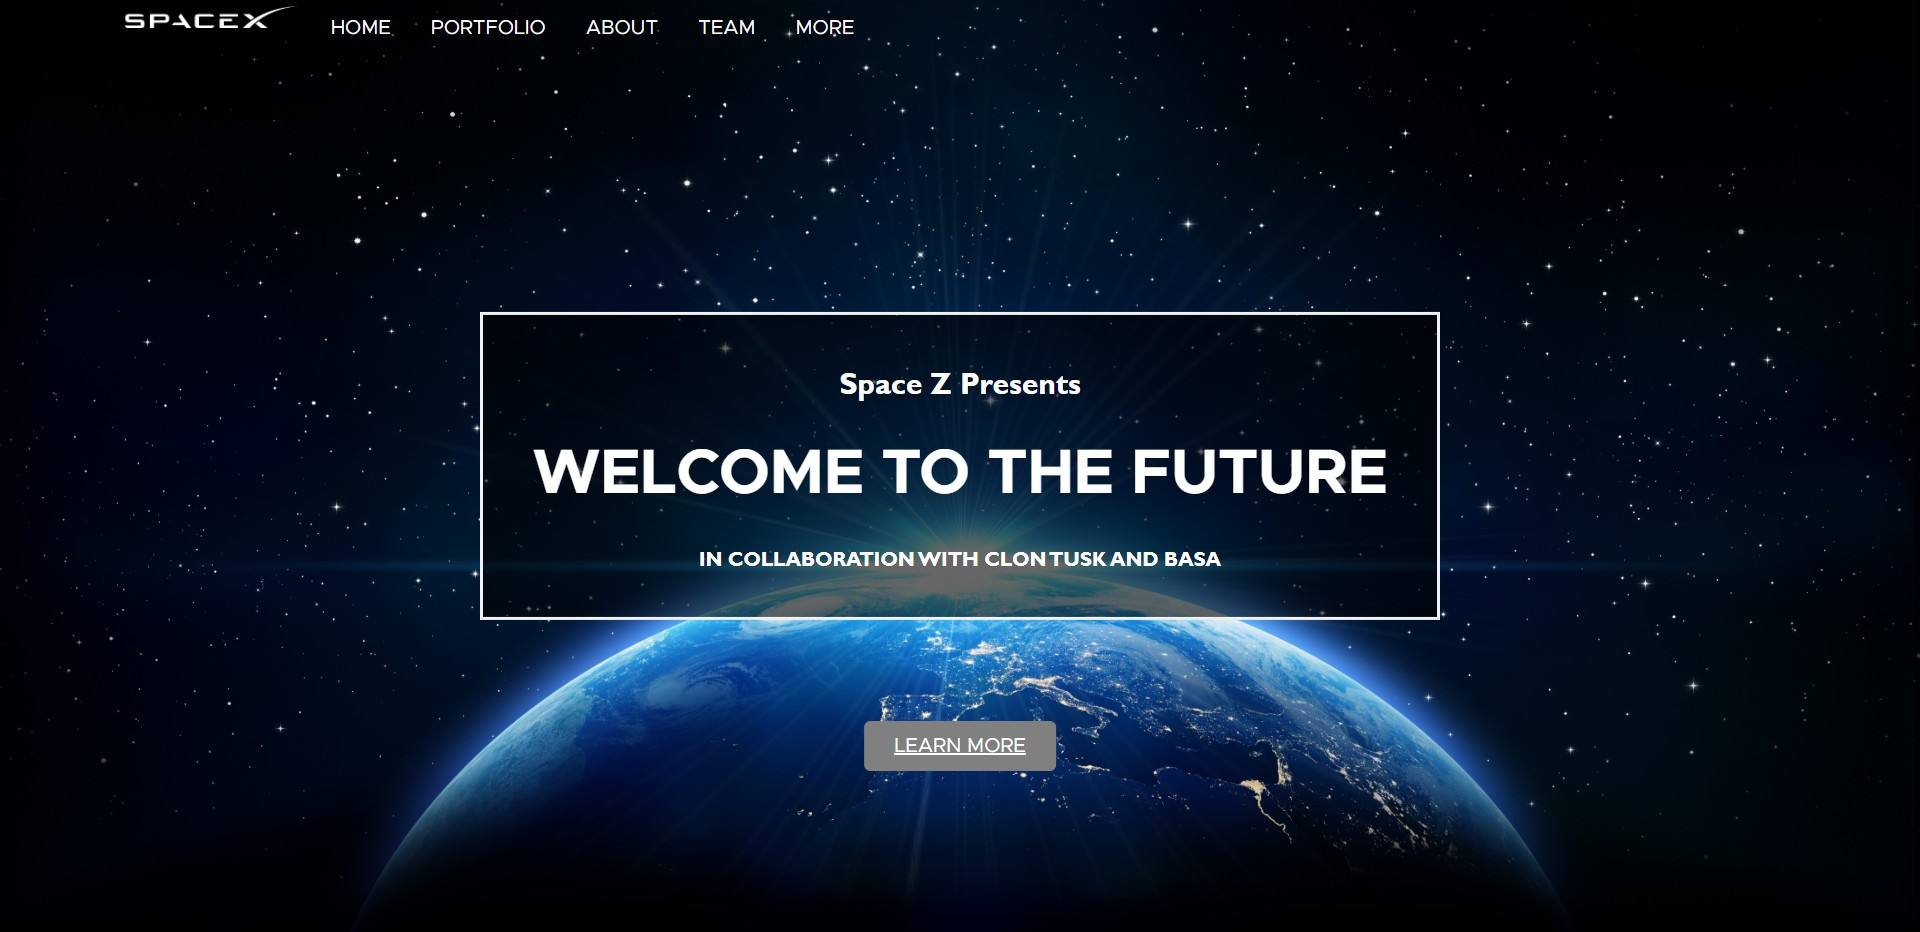 SPACEX HOME PORTFOLIO ABOUT TEAM MORE
Space Z Presents
WELCOME TO THE FUTURE
IN COLLABORATION WITH CLON TUSK AND BASA
LEARN MORE